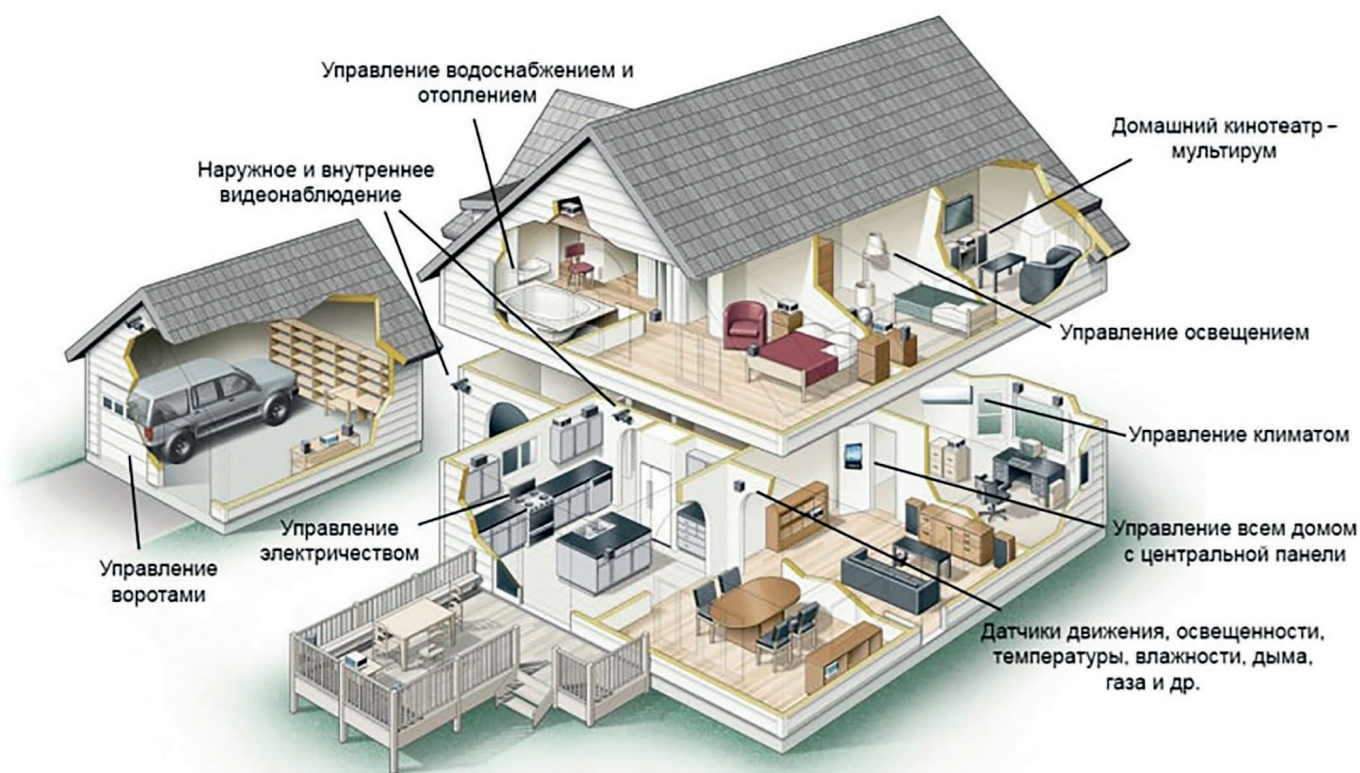 Управление водоснабжением и
отоплением
Домашний кинотеатр –
мультирум
Наружное и внутреннее
видеонаблюдение
Управление освещением
Управление климатом
Управление
электричеством
Управление всем домом
с центральной панели
Управление
воротами
Датчики движения, освещенности,
температуры, влажности, дыма,
газа и др.